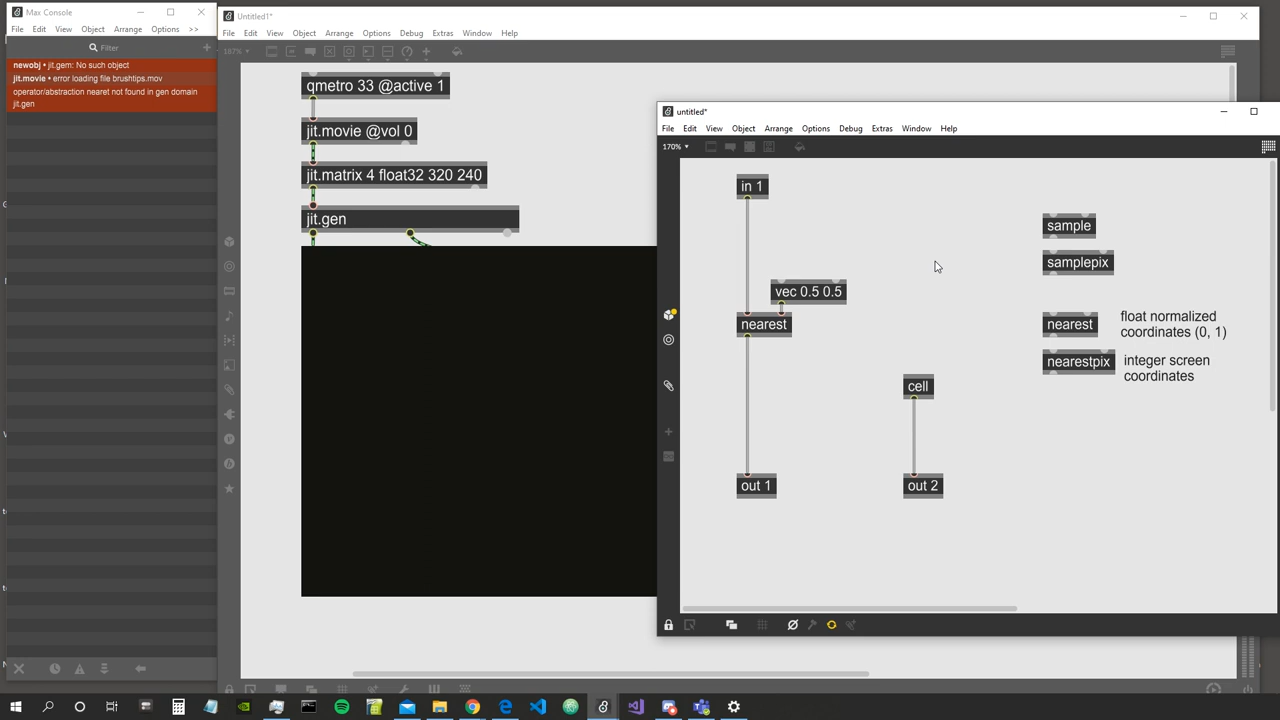 Max Console
File Edit View Object Arrange Options >>
Filter
newobj • jit.gem: No such object
jit.movie • error loading file brushtips.mov
operator/abstraction nearet not found in gen domain
jit.gen
Untitled1*
File Edit View Object Arrange Options Debug Extras Window Help
187%
qmetro 33 @active 1
jit.movie @vol 0
jit.matrix 4 float32 320 240
jit.gen
untitled*
File Edit View Object Arrange Options Debug Extras Window Help
170%
in 1
vec 0.5 0.5
nearest
cell
out 1
out 2
sample
samplepix
nearest
float normalized
coordinates (0, 1)
nearestpix
integer screen
coordinates